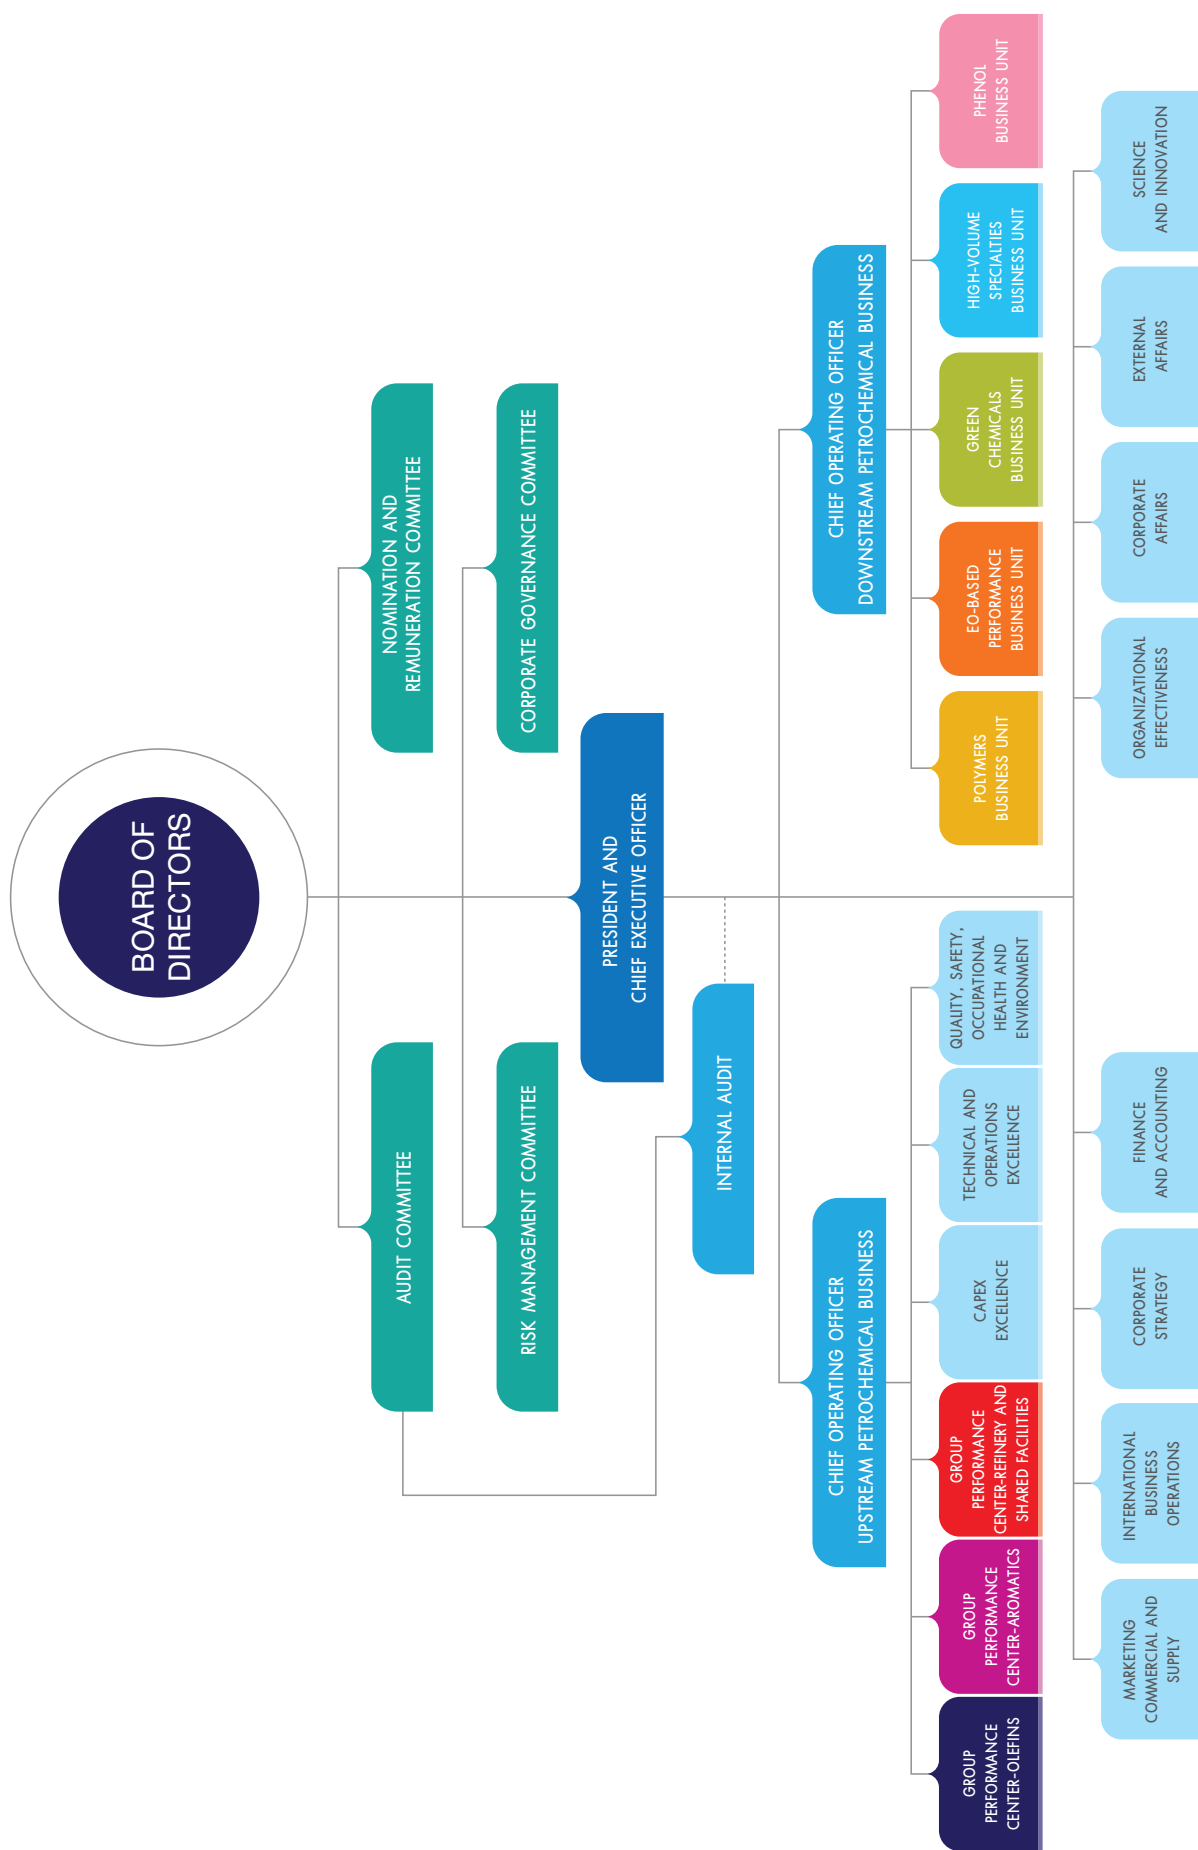 BOARD OF
DIRECTORS
AUDIT COMMITTEE
NOMINATION AND
REMUNERATION COMMITTEE
RISK MANAGEMENT COMMITTEE
CORPORATE GOVERNANCE COMMITTEE
PRESIDENT AND
CHIEF EXECUTIVE OFFICER
INTERNAL AUDIT
CHIEF OPERATING OFFICER
UPSTREAM PETROCHEMICAL BUSINESS
CHIEF OPERATING OFFICER
DOWNSTREAM PETROCHEMICAL BUSINESS
GROUP
PERFORMANCE
CENTER-OLEFINS
GROUP
PERFORMANCE
CENTER-AROMATICS
GROUP
PERFORMANCE
CENTER-REFINERY AND
SHARED FACILITIES
CAPEX
EXCELLENCE
TECHNICAL AND
OPERATIONS
EXCELLENCE
QUALITY, SAFETY,
OCCUPATIONAL
HEALTH AND
ENVIRONMENT
POLYMERS
BUSINESS UNIT
EO-BASED
PERFORMANCE
BUSINESS UNIT
GREEN
CHEMICALS
BUSINESS UNIT
HIGH-VOLUME
SPECIALTIES
BUSINESS UNIT
PHENOL
BUSINESS UNIT
MARKETING
COMMERCIAL AND
SUPPLY
INTERNATIONAL
BUSINESS
OPERATIONS
CORPORATE
STRATEGY
FINANCE
AND ACCOUNTING
ORGANIZATIONAL
EFFECTIVENESS
CORPORATE
AFFAIRS
EXTERNAL
AFFAIRS
SCIENCE
AND INNOVATION